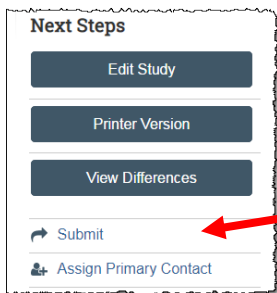 Next Steps
Edit Study
Printer Version
View Differences
Submit
Assign Primary Contact